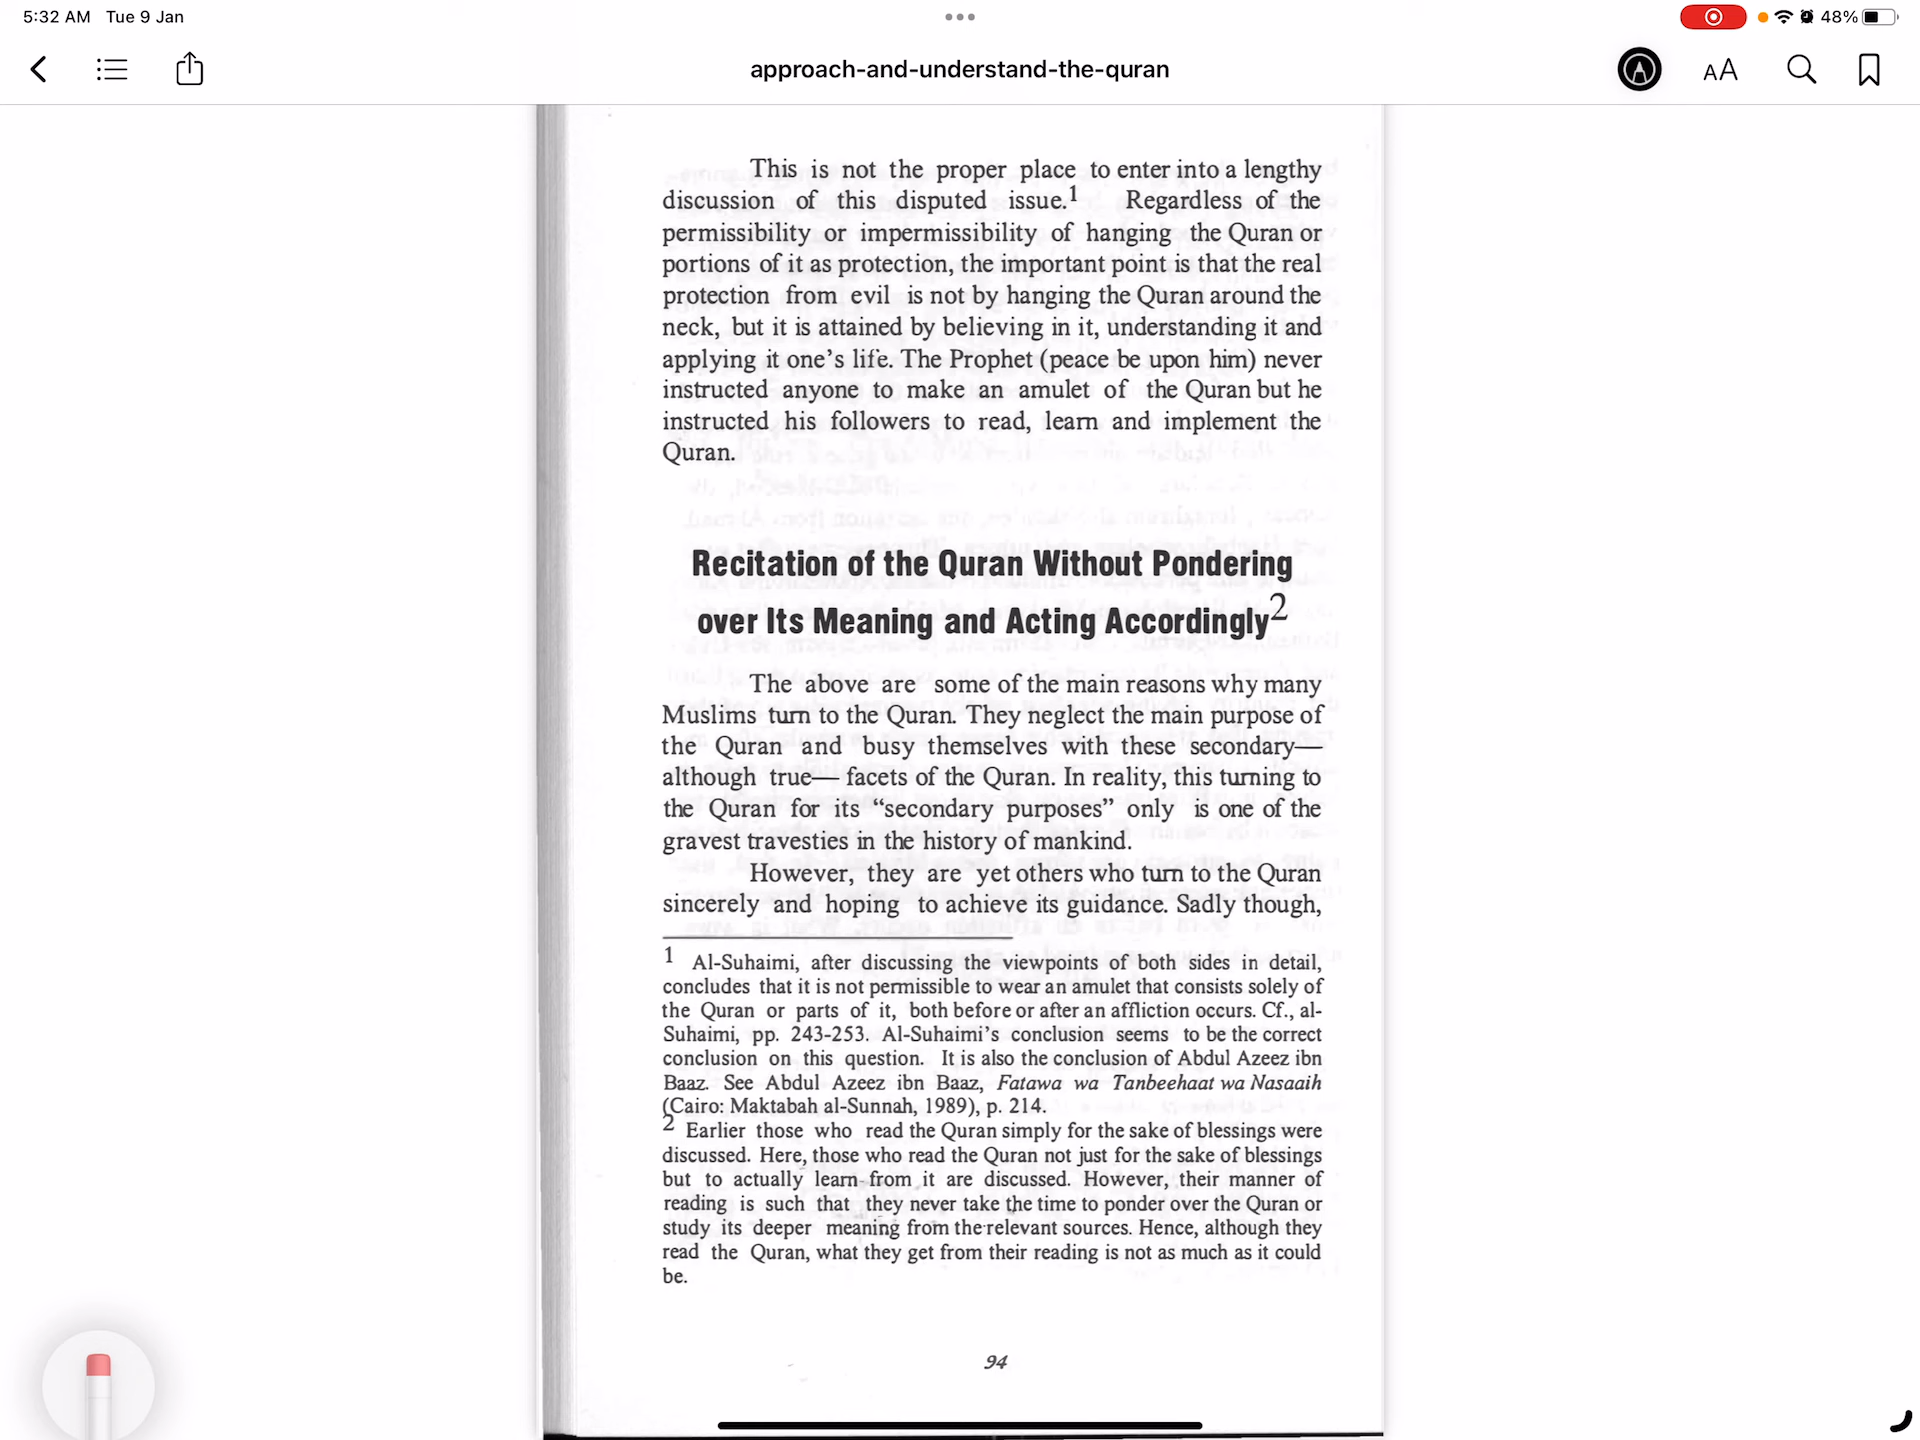 5:32 AM Tue 9 Jan
48%
approach-and-understand-the-quran
AA
This is not the proper place to enter into a lengthy
discussion of this disputed issue.1 Regardless of the
permissibility or impermissibility of hanging the Quran or
portions of it as protection, the important point is that the real
protection from evil is not by hanging the Quran around the
neck, but it is attained by believing in it, understanding it and
applying it one's life. The Prophet (peace be upon him) never
instructed anyone to make an amulet of the Quran but he
instructed his followers to read, learn and implement the
Quran.
Recitation of the Quran Without Pondering
over Its Meaning and Acting Accordingly2
The above are some of the main reasons why many
Muslims turn to the Quran. They neglect the main purpose of
the Quran and busy themselves with these secondary—
although true— facets of the Quran. In reality, this turning to
the Quran for its “secondary purposes” only is one of the
gravest travesties in the history of mankind.
However, they are yet others who turn to the Quran
sincerely and hoping to achieve its guidance. Sadly though,
1 Al-Suhaimi, after discussing the viewpoints of both sides in detail,
concludes that it is not permissible to wear an amulet that consists solely of
the Quran or parts of it, both before or after an affliction occurs. Cf., al-
Suhaimi, pp. 243-253. Al-Suhaimi's conclusion seems to be the correct
conclusion on this question. It is also the conclusion of Abdul Azeez ibn
Baaz. See Abdul Azeez ibn Baaz, Fatawa wa Tanbeehaat wa Nasaaih
(Cairo: Maktabah al-Sunnah, 1989), p. 214.
2 Earlier those who read the Quran simply for the sake of blessings were
discussed. Here, those who read the Quran not just for the sake of blessings
but to actually learn from it are discussed. However, their manner of
reading is such that they never take the time to ponder over the Quran or
study its deeper meaning from the relevant sources. Hence, although they
read the Quran, what they get from their reading is not as much as it could
be.
94